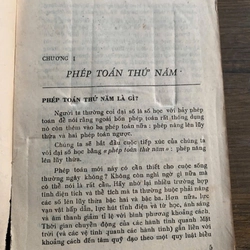 CHƯƠNG I
PHÉP TOÁN THỨ NĂM
PHÉP TOÁN THỨ NĂM LÀ GÌ?
Người ta thường coi đại số là số học với bảy phép
toán để nói rằng ngoài bốn phép toán rất thông dụng
nó còn thêm vào ba phép toán nữa : phép toán nâng lên lũy
thừa và hai phép toán ngược.
Chúng ta sẽ bắt đầu cuộc tiếp xúc của chúng ta
với đại số học bằng « phép toán thứ năm » : phép nâng lên
lũy thừa.
Phép toán mới này có cần thiết cho cuộc sống
thường ngày không ? Không còn nghi ngờ gì nữa mà
có thể nói là rất cần. Hãy nhớ lại nhiều trường hợp
tính diện tích và thể tích mà ta thường buộc phải nâng
các số lên lũy thừa bậc hai và bậc ba. Hơn nữa, lực
vạn vật hấp dẫn, lực hút tĩnh điện và từ học, ánh sáng
âm thanh giảm tỉ lệ với bình phương khoảng cách.
Thời gian chuyển động của các hành tinh quanh Mặt
trời (và của các vệ tinh quanh các hành tinh) gắn liền với
khoảng cách đến tâm quỹ đạo theo một quy luật biểu